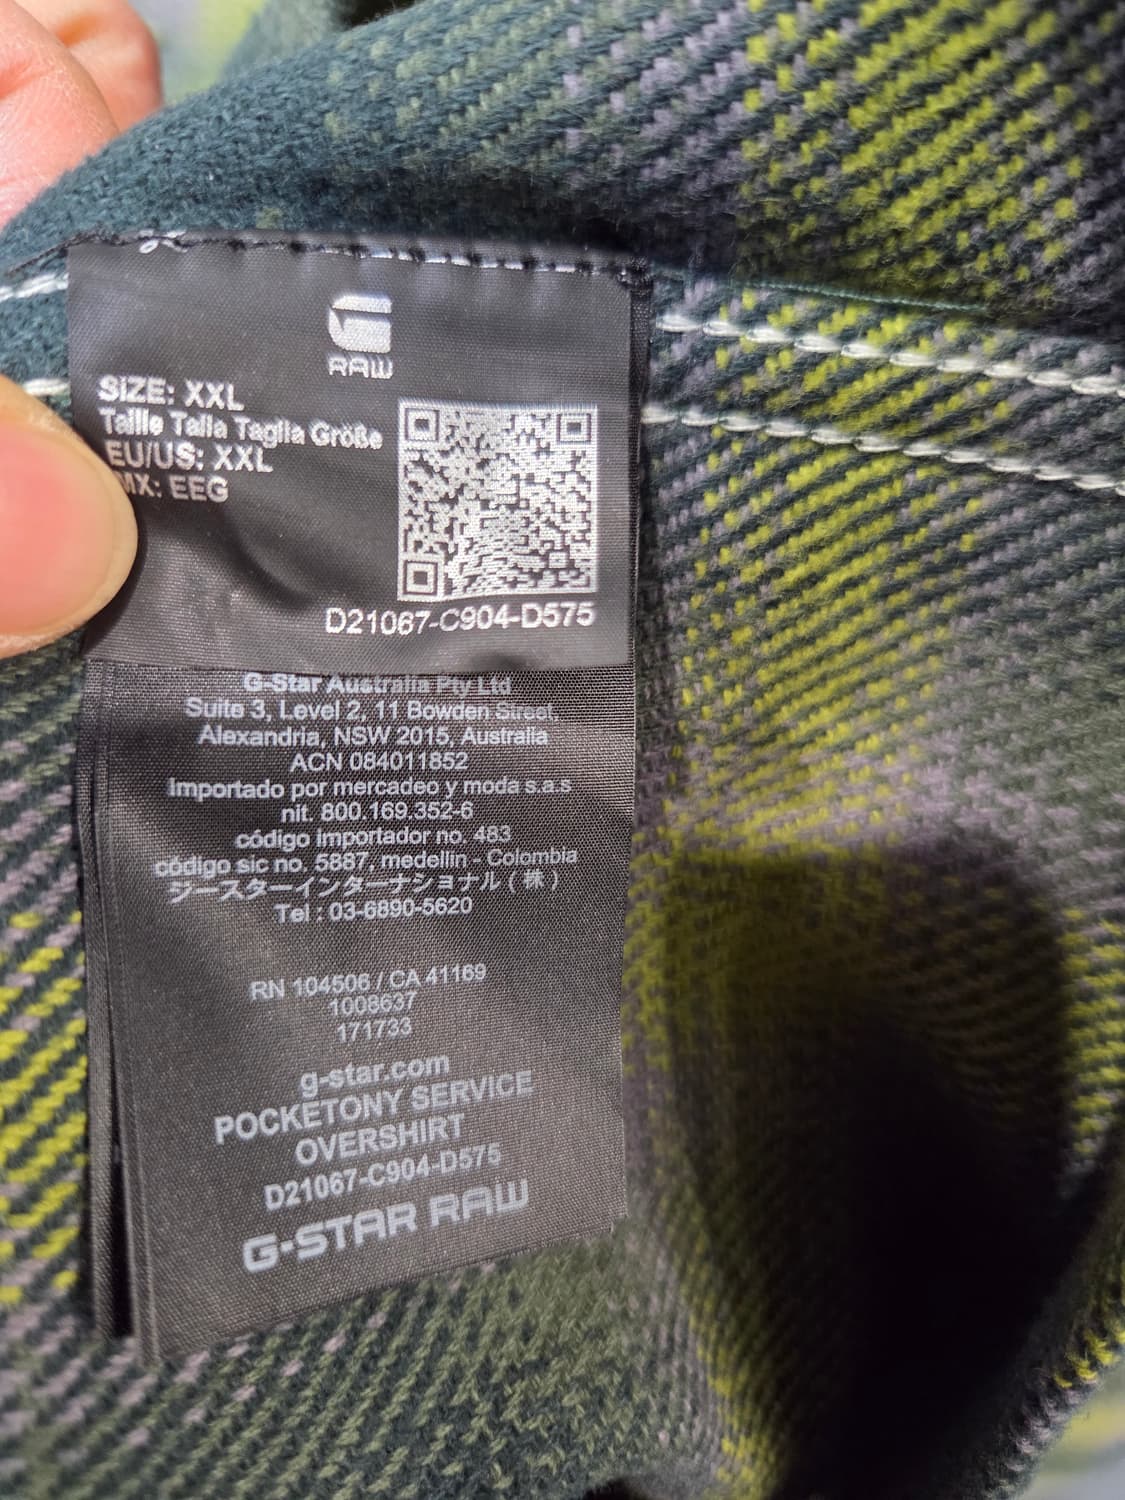 RAW
SIZE: XXL
Taille Talla Taglia Größe
EU/US: XXL
MX: EEG
D21067-C904-D575
G-Star Australia Pty Ltd
Suite 3, Level 2, 11 Bowden Street,
Alexandria, NSW 2015, Australia
ACN 084011852
Importado por mercadeo y moda s.a.s
nit. 800.169.352-6
código importador no. 483
código sic no. 5887, medellin - Colombia
ジースターインターナショナル ( 株 )
Tel : 03-6890-5620
RN 104506 / CA 41169
1008637
171733
g-star.com
POCKETONY SERVICE
OVERSHIRT
D21067-C904-D575
G-STAR RAW